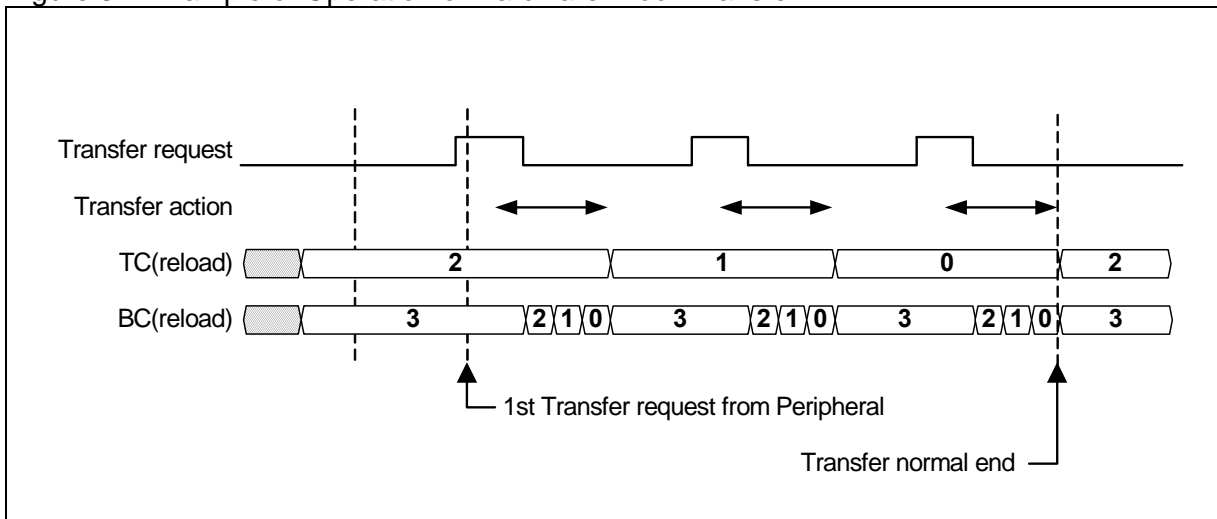 Transfer request
Transfer action
TC(reload) 2 1 0 2
BC(reload) 3 2 1 0 3 2 1 0 3 2 1 0 3
1st Transfer request from Peripheral
Transfer normal end